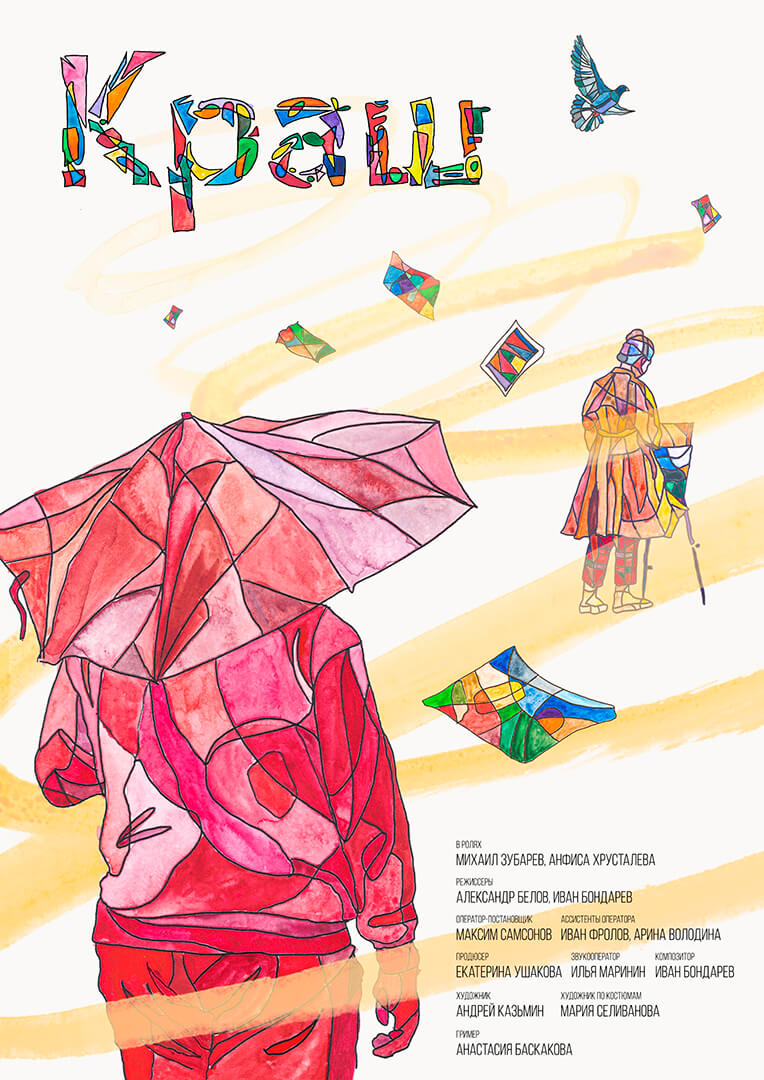 Краш
В РОЛЯХ
МИХАИЛ ЗУБАРЕВ, АНФИСА ХРУСТАЛЕВА
РЕЖИССЕРЫ
АЛЕКСАНДР БЕЛОВ, ИВАН БОНДАРЕВ
ОПЕРАТОР-ПОСТАНОВЩИК АССИСТЕНТЫ ОПЕРАТОРА
МАКСИМ САМСОНОВ ИВАН ФРОЛОВ, АРИНА ВОЛОДИНА
ПРОДЮСЕР ЗВУКООПЕРАТОР КОМПОЗИТОР
ЕКАТЕРИНА УШАКОВА ИЛЬЯ МАРИНИН ИВАН БОНДАРЕВ
ХУДОЖНИК ХУДОЖНИК ПО КОСТЮМАМ
АНДРЕЙ КАЗЬМИН МАРИЯ СЕЛИВАНОВА
ГРИМЕР
АНАСТАСИЯ БАСКАКОВА